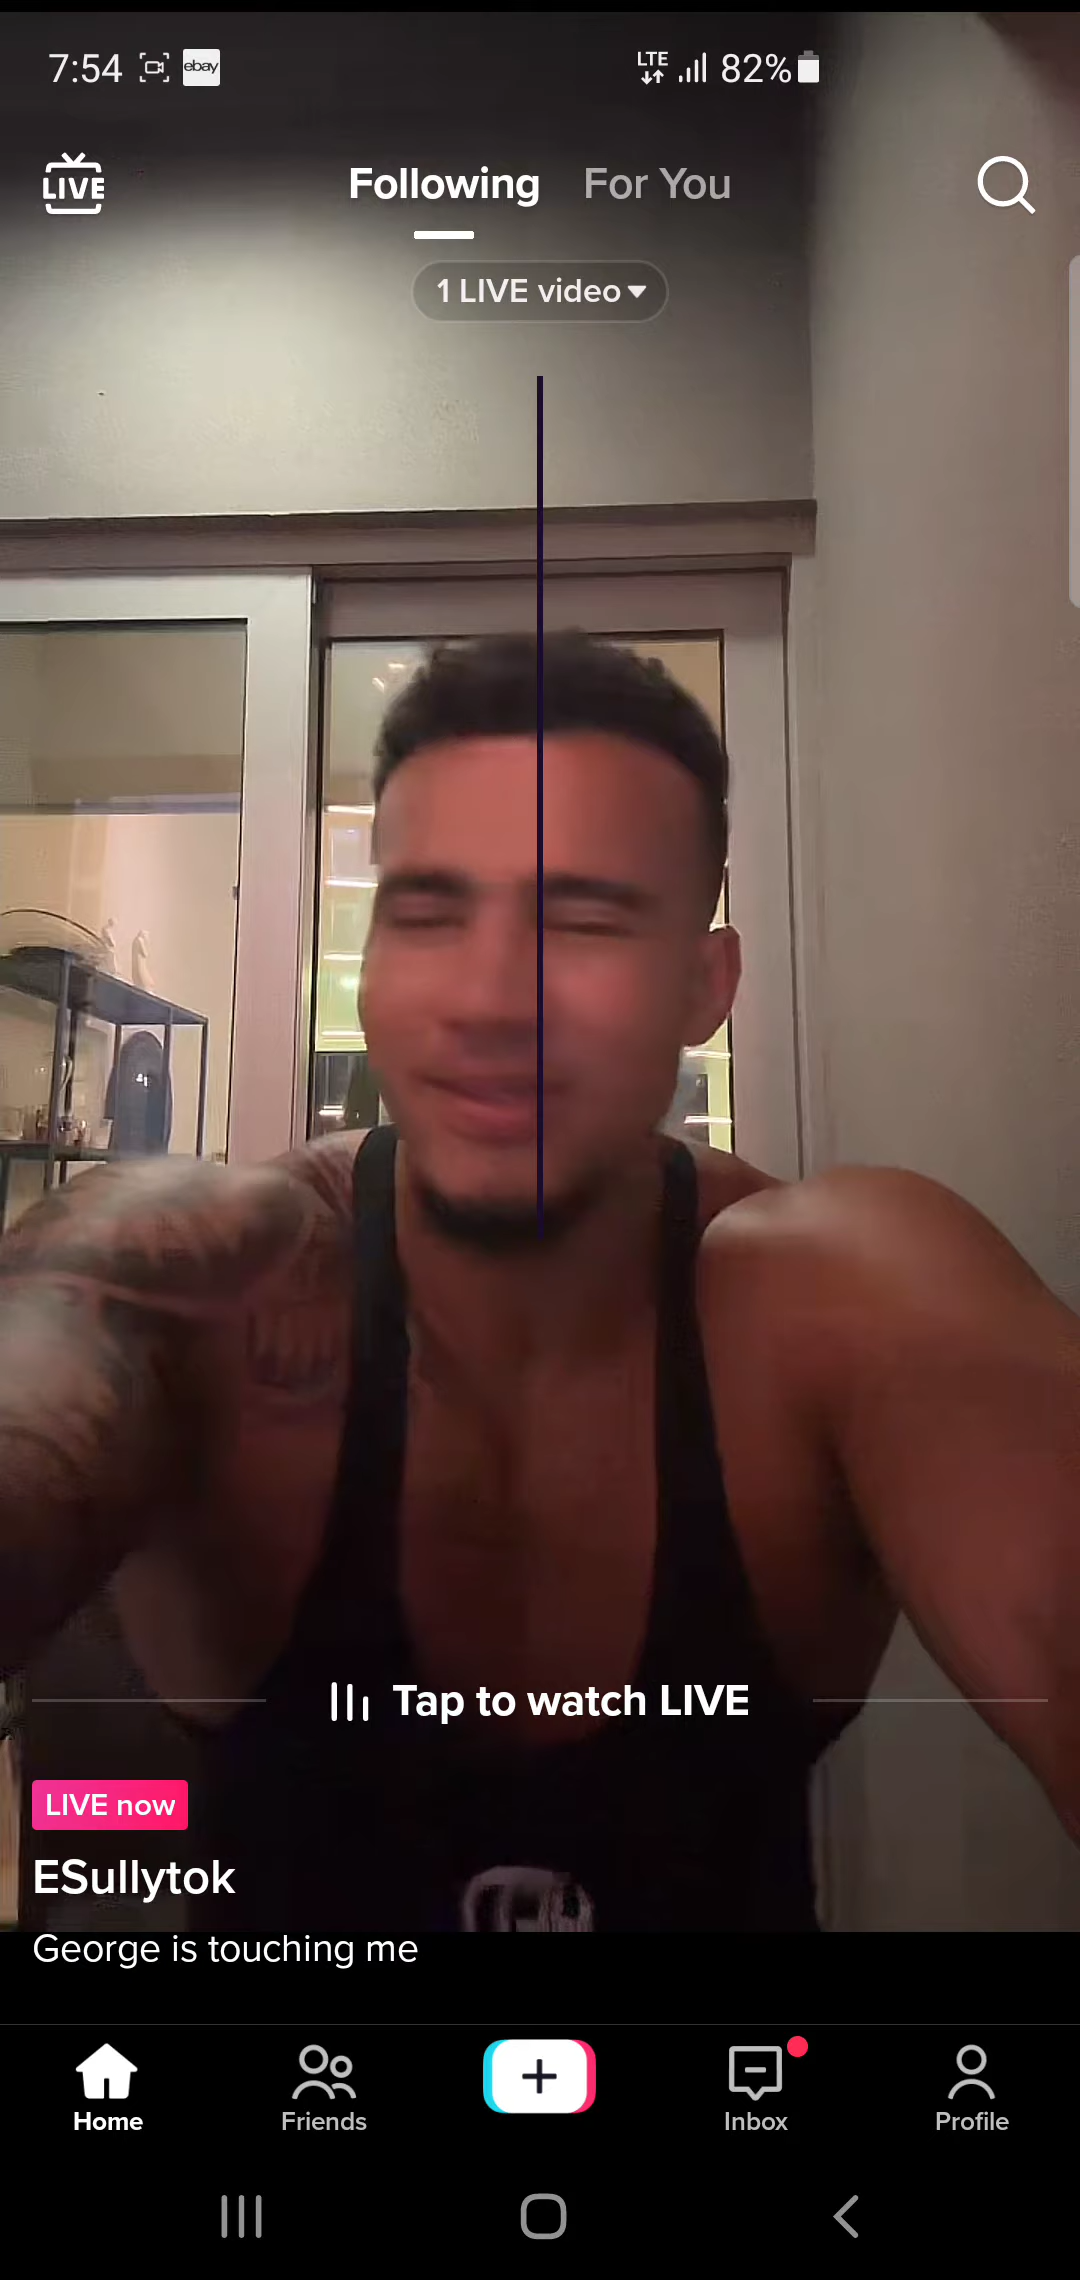 7:54 ebay LTE 82%
LIVE Following For You
1 LIVE video
Tap to watch LIVE
LIVE now
ESullytok
George is touching me
Home Friends Inbox Profile